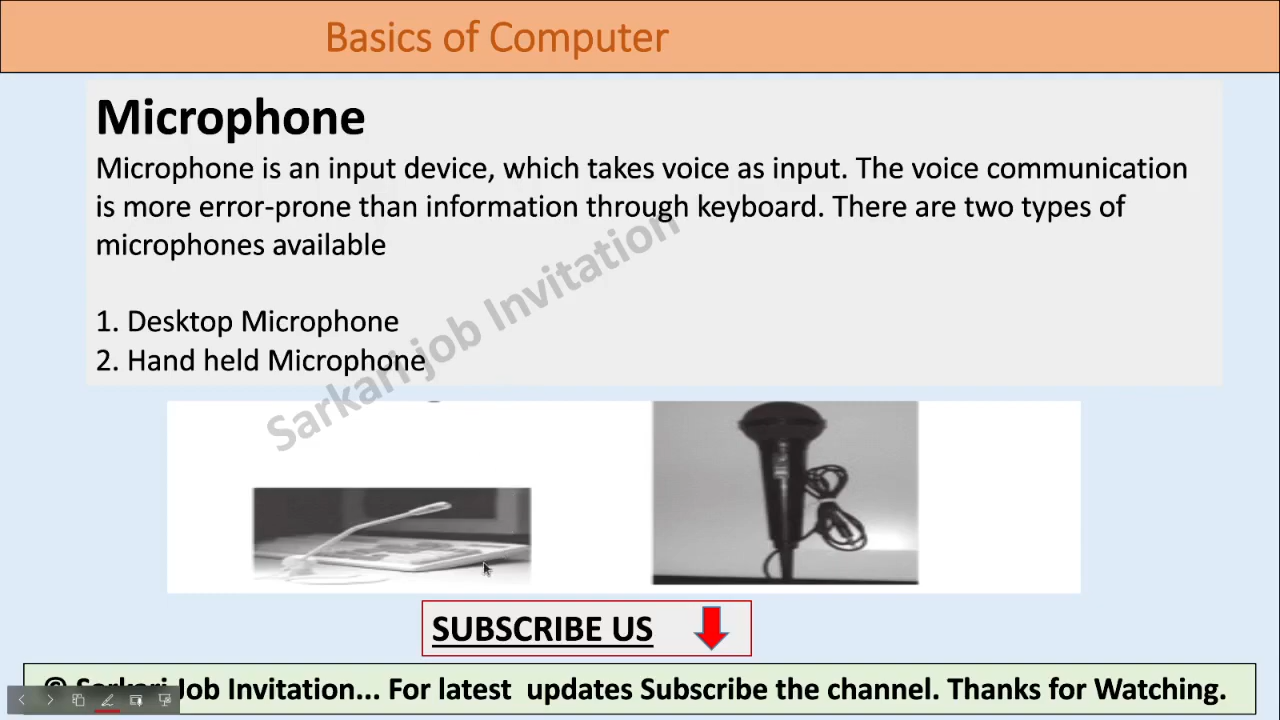 Basics of Computer
Microphone
Microphone is an input device, which takes voice as input. The voice communication
is more error-prone than information through keyboard. There are two types of
microphones available
1. Desktop Microphone
2. Hand held Microphone
Sarkari job Invitation
SUBSCRIBE US
@ Sarkari Job Invitation... For latest updates Subscribe the channel. Thanks for Watching.